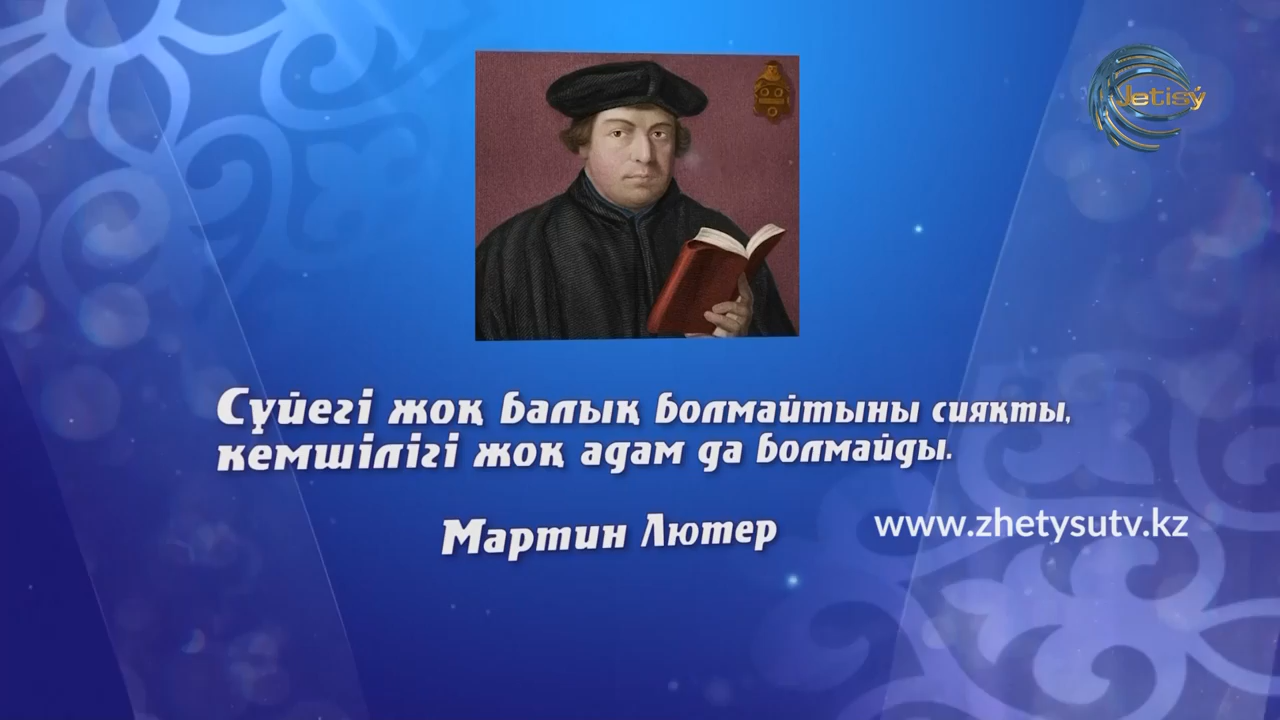 Jetisý
Сүйегі жоқ балық болмайтыны сияқты,
кемшілігі жоқ адам да болмайды.
Мартин Лютер
www.zhetysutv.kz